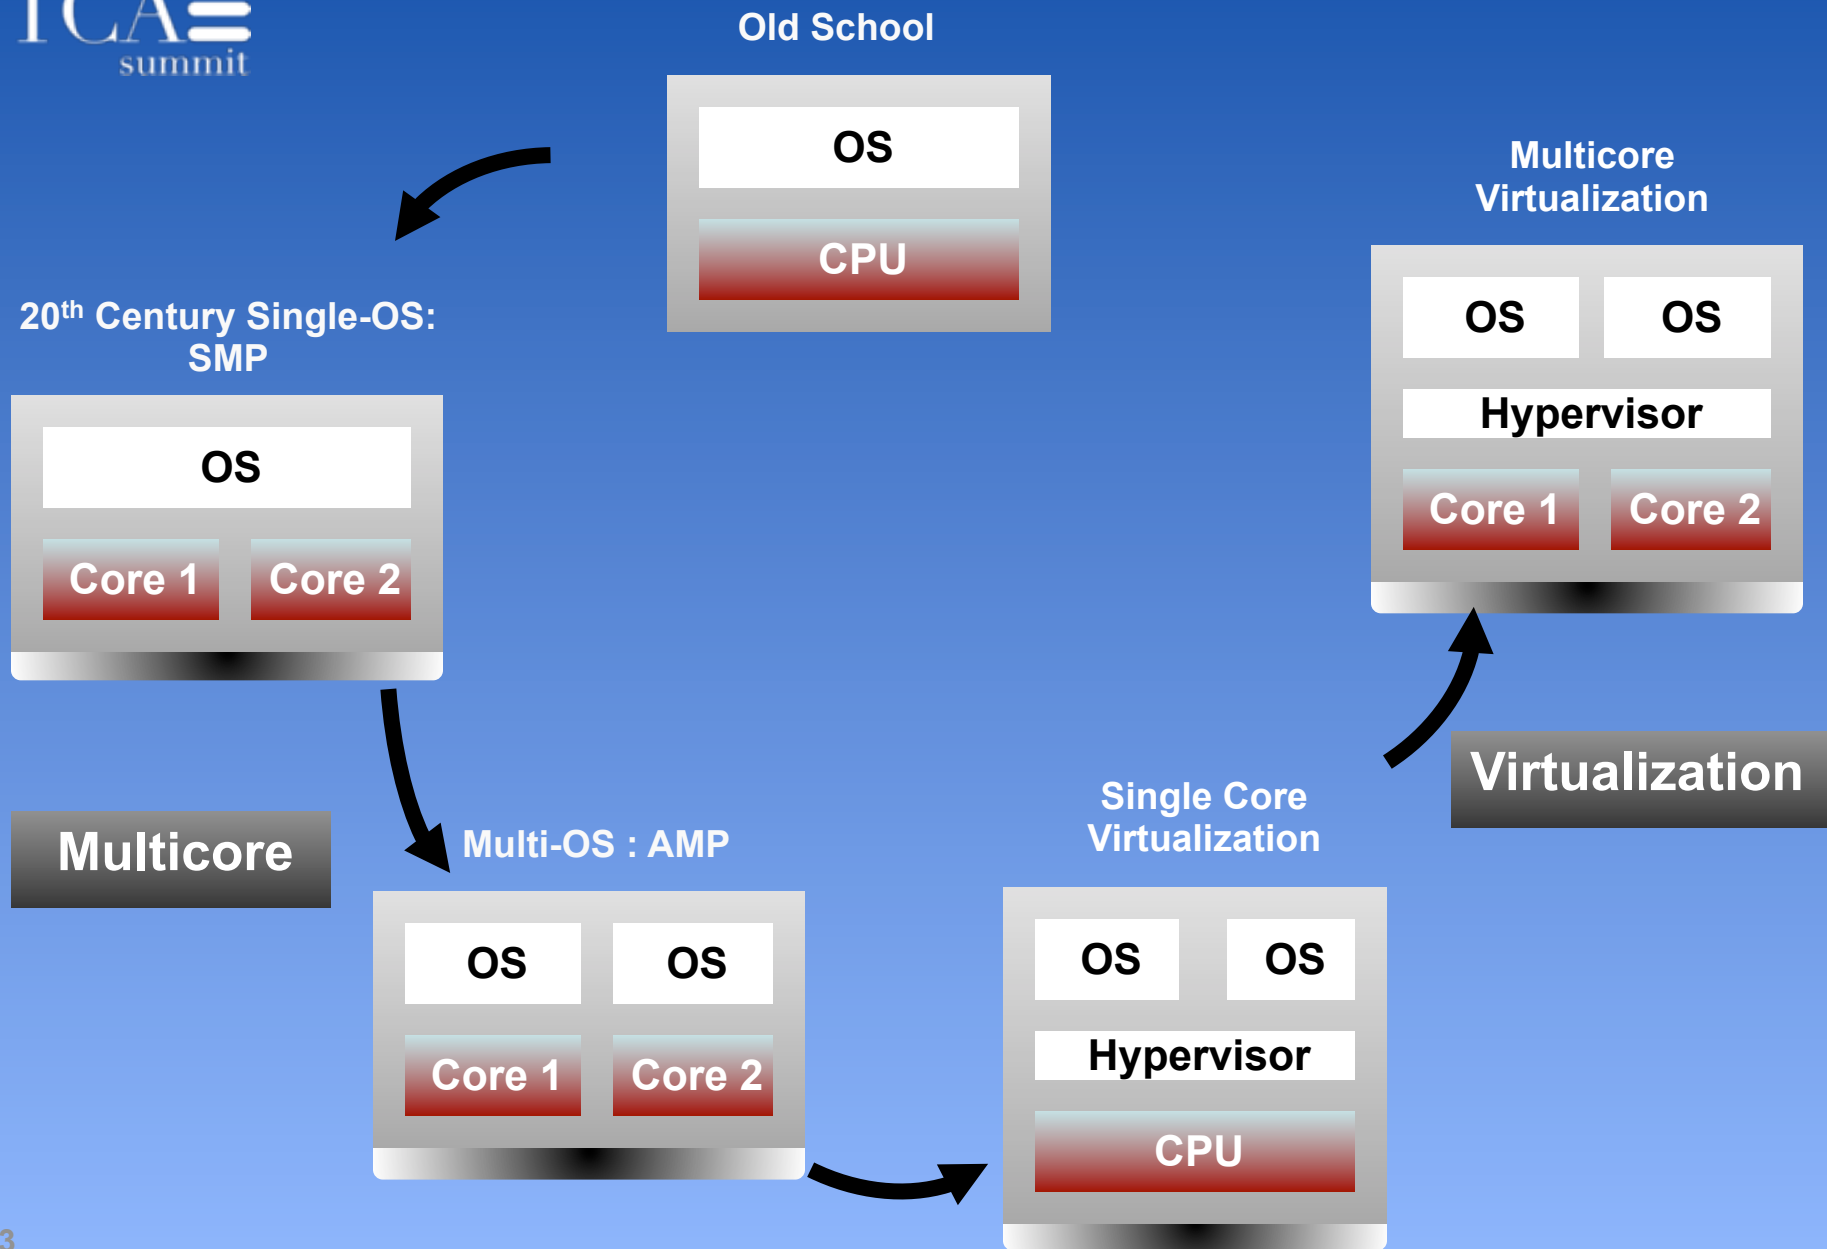 summit
Old School
OS
CPU
20th Century Single-OS:
SMP
OS
Core 1 Core 2
Multicore
Multi-OS : AMP
OS OS
Core 1 Core 2
Single Core
Virtualization
OS OS
Hypervisor
CPU
Virtualization
Multicore
Virtualization
OS OS
Hypervisor
Core 1 Core 2
3